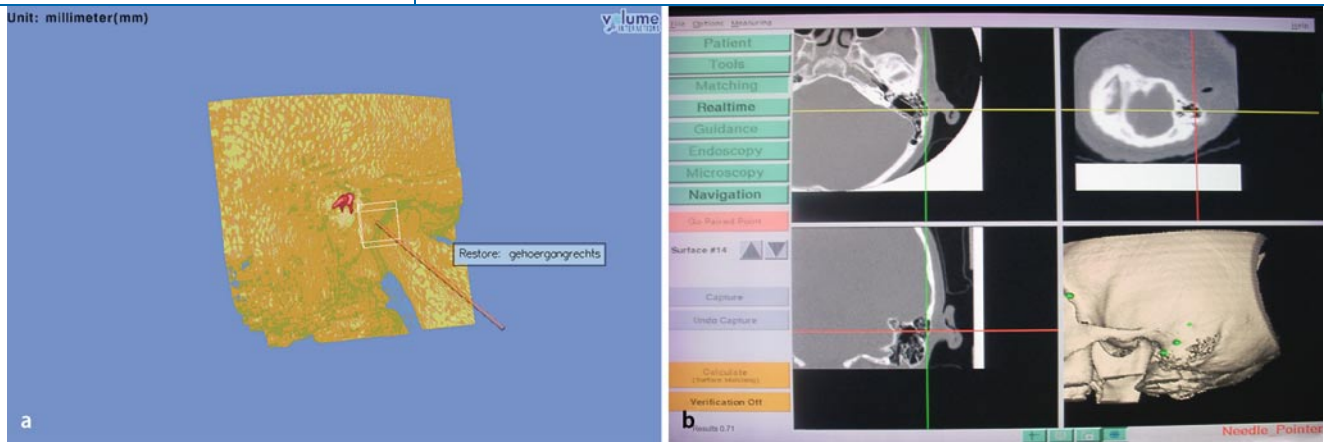 Unit: millimeter(mm)
volume
INTERACTIONS
Restore: gehoergangrechts
a
File Options Measuring
Help
Patient
Tools
Matching
Realtime
Guidance
Endoscopy
Microscopy
Navigation
Go Paired Point
Surface #14
Capture
Undo Capture
Calculate
(Surface Matching)
Verification Off
Results 0.71
b
Needle_Pointer